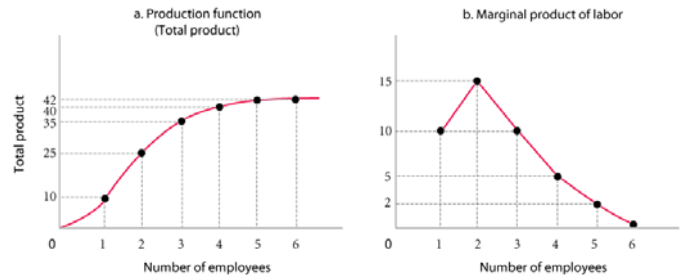 a. Production function
(Total product)
Total product
42
40
35
25
10
0 1 2 3 4 5 6
Number of employees
b. Marginal product of labor
15
10
5
2
0 1 2 3 4 5 6
Number of employees